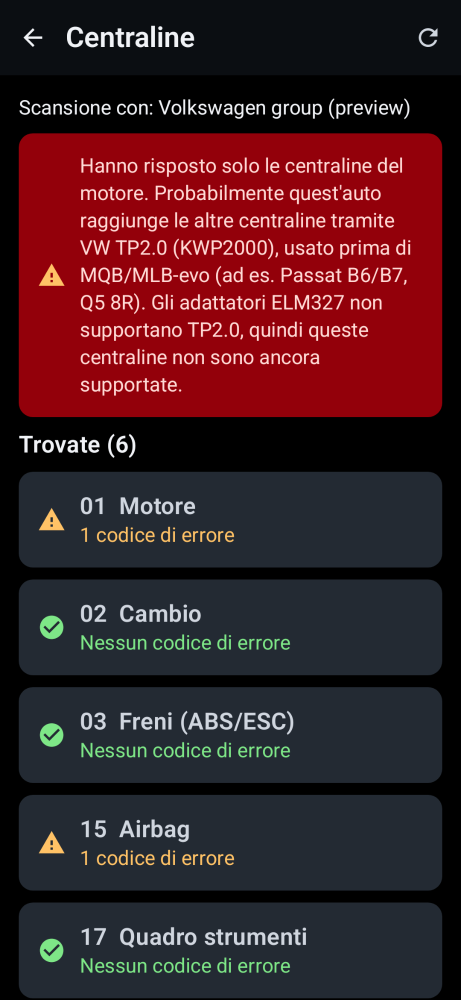 Centraline
Scansione con: Volkswagen group (preview)
Hanno risposto solo le centraline del
motore. Probabilmente quest'auto
raggiunge le altre centraline tramite
VW TP2.0 (KWP2000), usato prima di
MQB/MLB-evo (ad es. Passat B6/B7,
Q5 8R). Gli adattatori ELM327 non
supportano TP2.0, quindi queste
centraline non sono ancora
supportate.
Trovate (6)
01 Motore
1 codice di errore
02 Cambio
Nessun codice di errore
03 Freni (ABS/ESC)
Nessun codice di errore
15 Airbag
1 codice di errore
17 Quadro strumenti
Nessun codice di errore